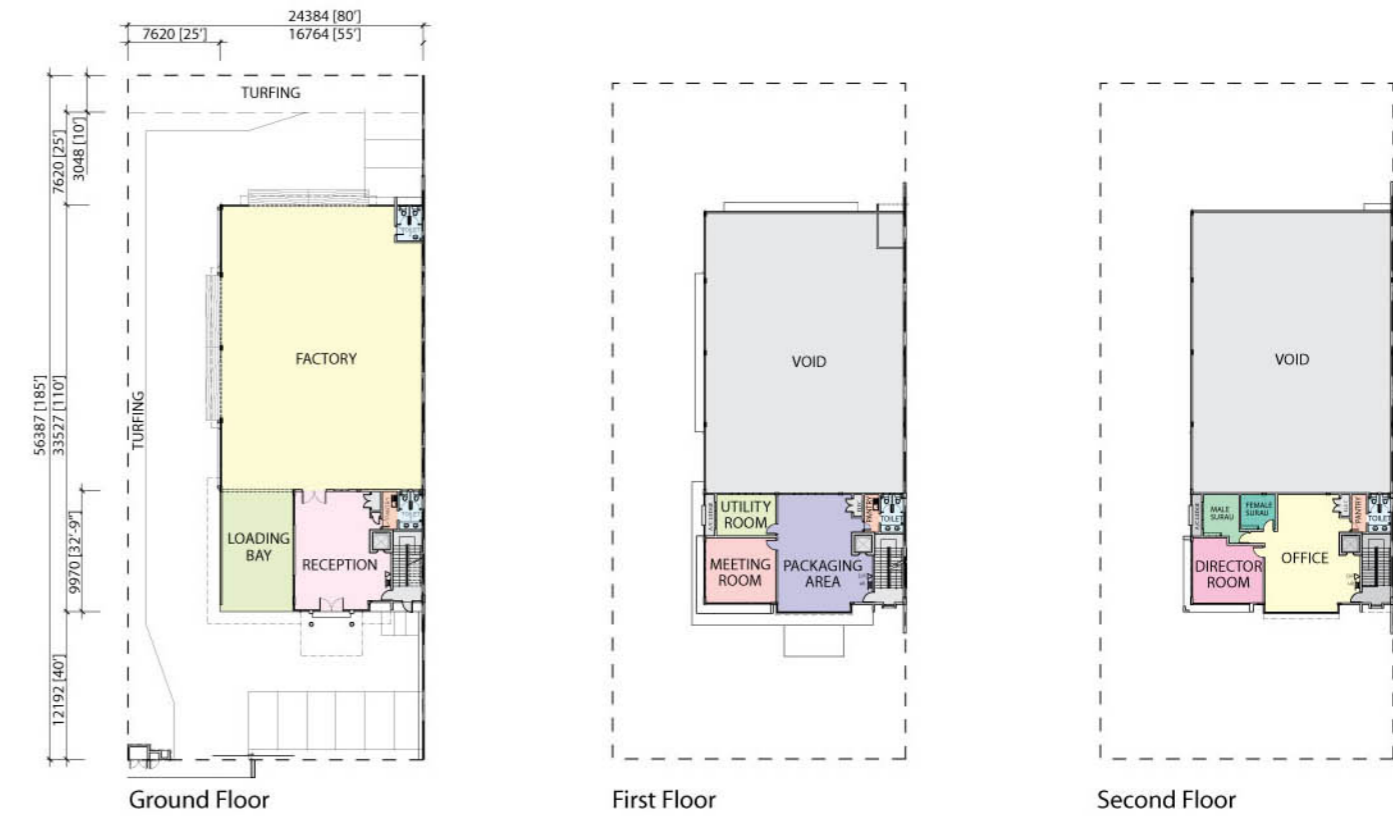 24384 [80']
7620 [25']
16764 [55']
TURFING
7620 [25']
3048 [10']
56387 [185']
33527 [110']
TURFING
9970 [32'-9"]
12192 [40']
FACTORY
LOADING
BAY
RECEPTION
Ground Floor
VOID
UTILITY
ROOM
PANTRY
TOILET
MEETING
ROOM
PACKAGING
AREA
First Floor
VOID
MALE
SURAU
FEMALE
SURAU
PANTRY
TOILET
DIRECTOR
ROOM
OFFICE
Second Floor